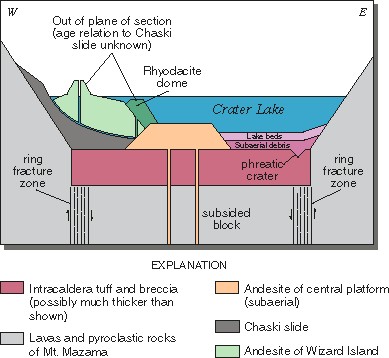 W
E
Out of plane of section
(age relation to Chaski
slide unknown)
Rhyodacite
dome
Crater Lake
Lake beds
Subaerial debris
phreatic
crater
ring
fracture
zone
ring
fracture
zone
subsided
block
EXPLANATION
Intracaldera tuff and breccia
(possibly much thicker than
shown)
Lavas and pyroclastic rocks
of Mt. Mazama
Andesite of central platform
(subaerial)
Chaski slide
Andesite of Wizard Island